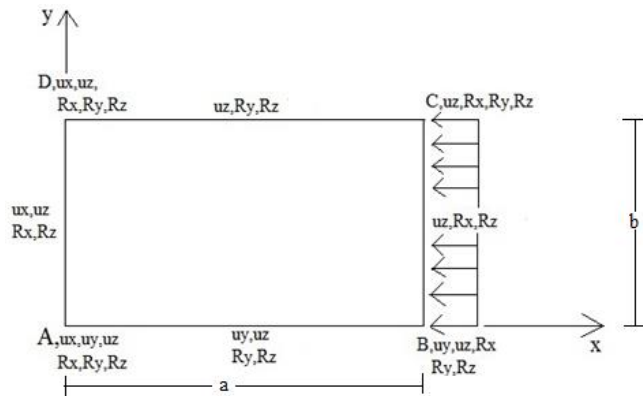 y
D,ux,uz,
Rx,Ry,Rz
uz,Ry,Rz
C,uz,Rx,Ry,Rz
ux,uz
Rx,Rz
uz,Rx,Rz
b
A,ux,uy,uz
Rx,Ry,Rz
uy,uz
Ry,Rz
B,uy,uz,Rx
Ry,Rz
x
a